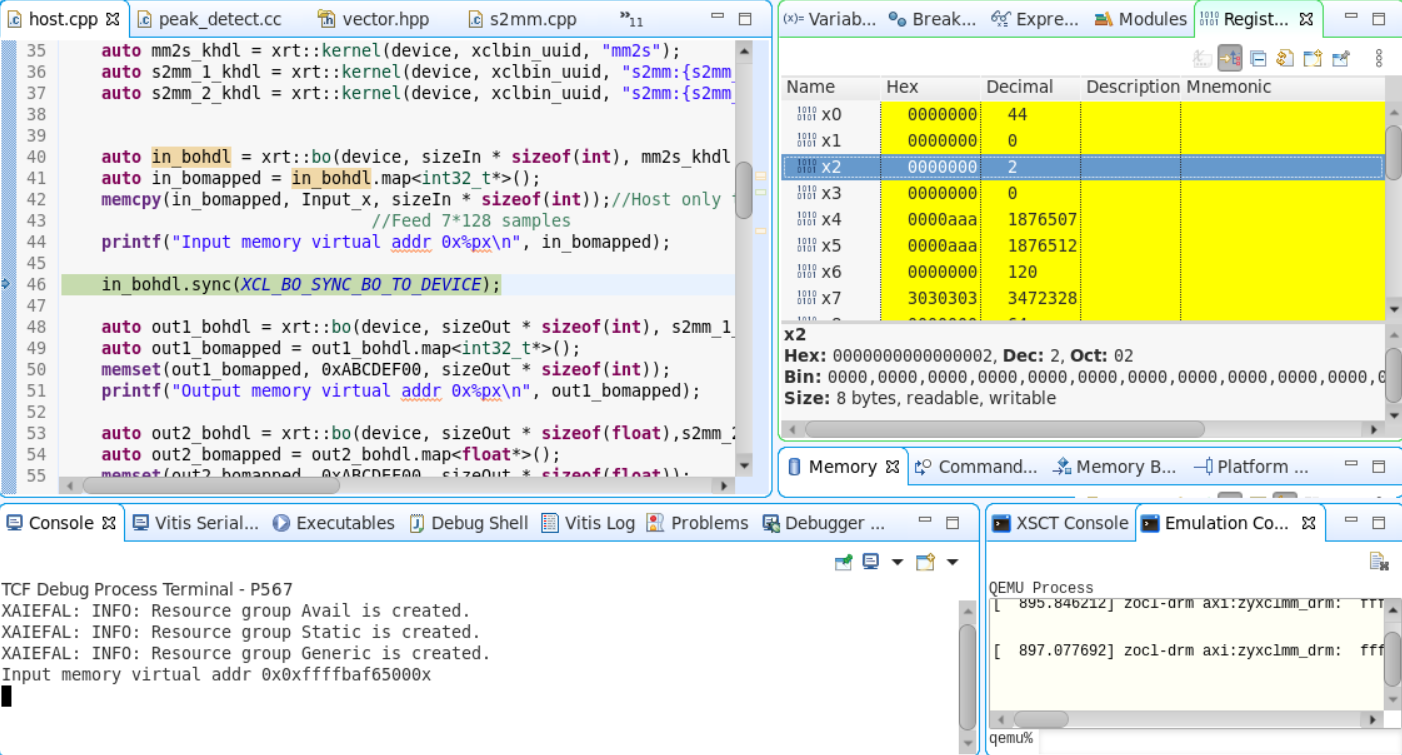 host.cpp peak_detect.cc vector.hpp s2mm.cpp »11
35 auto mm2s_khdl = xrt::kernel(device, xclbin_uuid, "mm2s");
36 auto s2mm_1_khdl = xrt::kernel(device, xclbin_uuid, "s2mm:{s2mm_
37 auto s2mm_2_khdl = xrt::kernel(device, xclbin_uuid, "s2mm:{s2mm_
38
39
40 auto in_bohdl = xrt::bo(device, sizeIn * sizeof(int), mm2s_khdl
41 auto in_bomapped = in_bohdl.map<int32_t*>();
42 memcpy(in_bomapped, Input_x, sizeIn * sizeof(int));//Host only
43 //Feed 7*128 samples
44 printf("Input memory virtual addr 0x%px\n", in_bomapped);
45
46 in_bohdl.sync(XCL_BO_SYNC_BO_TO_DEVICE);
47
48 auto out1_bohdl = xrt::bo(device, sizeOut * sizeof(int), s2mm_1_
49 auto out1_bomapped = out1_bohdl.map<int32_t*>();
50 memset(out1_bomapped, 0xABCDEF00, sizeOut * sizeof(int));
51 printf("Output memory virtual addr 0x%px\n", out1_bomapped);
52
53 auto out2_bohdl = xrt::bo(device, sizeOut * sizeof(float),s2mm_2
54 auto out2_bomapped = out2_bohdl.map<float*>();
55 memset(out2_bomapped, 0xABCDEF00, sizeOut * sizeof(float));
(x)= Variab... Break... Expre... Modules Regist...
Name Hex Decimal Description Mnemonic
x0 0000000 44
x1 0000000 0
x2 0000000 2
x3 0000000 0
x4 0000aaa 1876507
x5 0000aaa 1876512
x6 0000000 120
x7 3030303 3472328
x2
Hex: 0000000000000002, Dec: 2, Oct: 02
Bin: 0000,0000,0000,0000,0000,0000,0000,0000,0000,0000,0000,0
Size: 8 bytes, readable, writable
Memory Command... Memory B... Platform ...
Console Vitis Serial... Executables Debug Shell Vitis Log Problems Debugger ...
TCF Debug Process Terminal - P567
XAIEFAL: INFO: Resource group Avail is created.
XAIEFAL: INFO: Resource group Static is created.
XAIEFAL: INFO: Resource group Generic is created.
Input memory virtual addr 0x0xffffbaf65000x
XSCT Console Emulation Co...
QEMU Process
[ 895.846212] zocl-drm axi:zyxclmm_drm: fff
[ 897.077692] zocl-drm axi:zyxclmm_drm: fff
qemu%